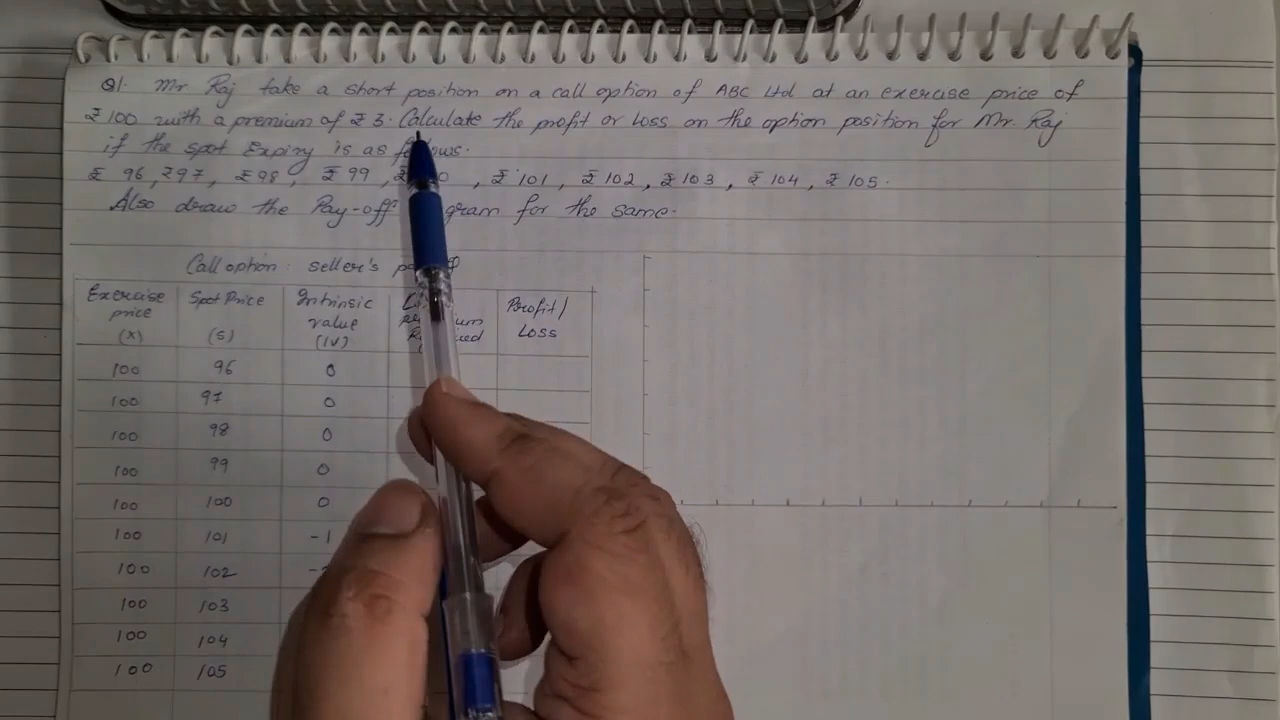 Q1. Mr Raj take a short position on a call option of ABC Ltd at an exercise price of
₹100 with a premium of ₹3. Calculate the profit or Loss on the option position for Mr. Raj
if the spot Expiry is as follows.
₹ 96, ₹97, ₹98, ₹99, ₹ 101, ₹102, ₹103, ₹104, ₹105.
Also draw the Pay-off for the same.
Call option: seller's
Exercise price (X) Spot Price (S) Intrinsic value (IV) Profit/ Loss
100 96 0
100 97 0
100 98 0
100 99 0
100 100 0
100 101 -1
100 102
100 103
100 104
100 105